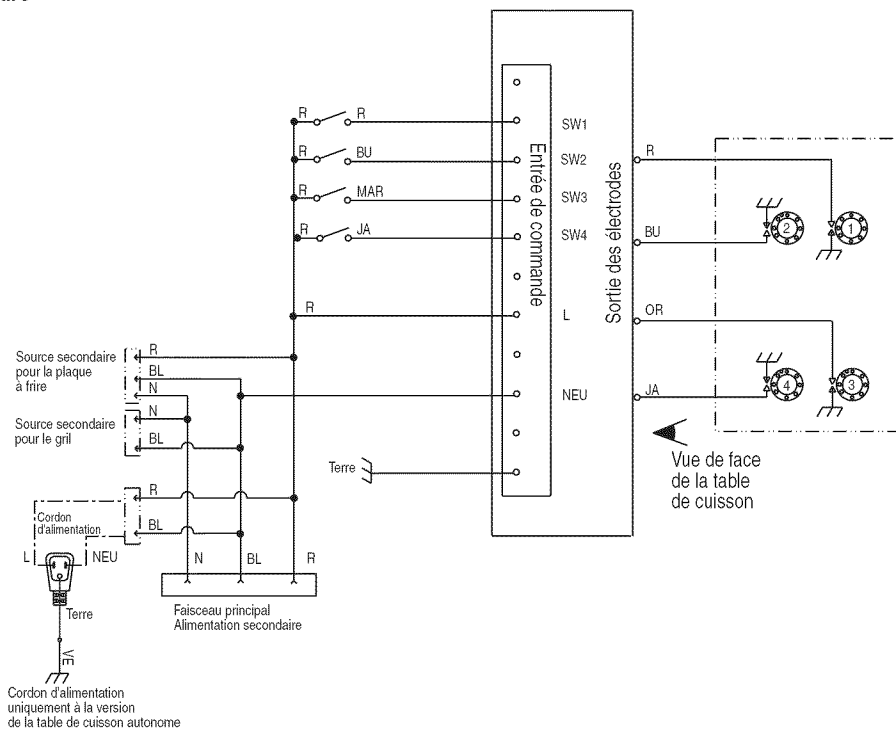 R R
SW1
R BU
SW2
R MAR
SW3
R JA
SW4
Entrée de commande
Sortie des électrodes
R
2 1
BU
R
L
OR
NEU
JA
4 3
Source secondaire
pour la plaque
à frire
R
BL
N
Source secondaire
pour le gril
N
BL
Terre
Vue de face
de la table
de cuisson
R
BL
Cordon
d'alimentation
L NEU
N BL R
Terre
VE
Faisceau principal
Alimentation secondaire
Cordon d'alimentation
uniquement à la version
de la table de cuisson autonome